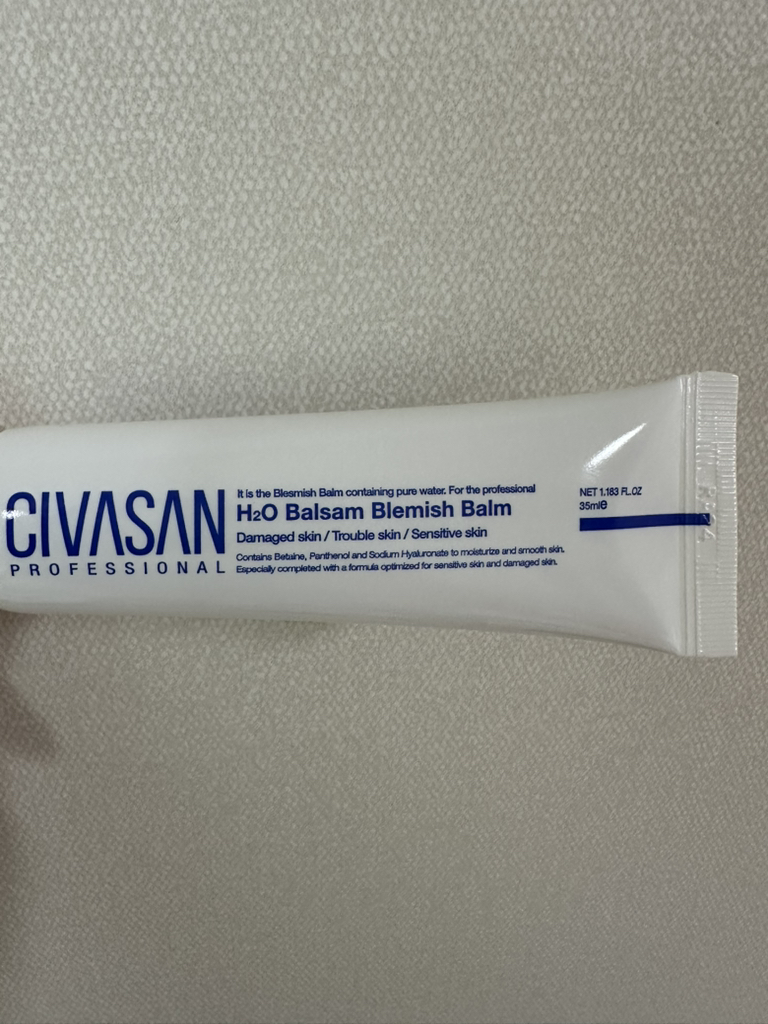 CIVASAN
PROFESSIONAL
It is the Blesmish Balm containing pure water. For the professional
H2O Balsam Blemish Balm
Damaged skin / Trouble skin / Sensitive skin
Contains Betaine, Panthenol and Sodium Hyaluronate to moisturize and smooth skin.
Especially completed with a formula optimized for sensitive skin and damaged skin.
NET 1.183 FL.OZ
35ml℮